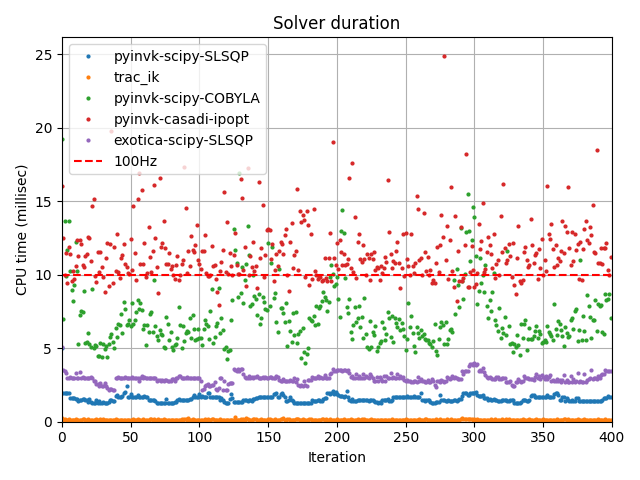 Solver duration
pyinvk-scipy-SLSQP
trac_ik
pyinvk-scipy-COBYLA
pyinvk-casadi-ipopt
exotica-scipy-SLSQP
100Hz
CPU time (millisec)
25
20
15
10
5
0
0 50 100 150 200 250 300 350 400
Iteration